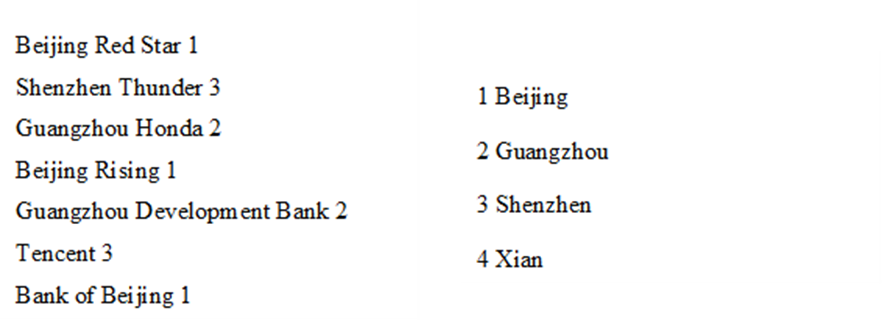 Beijing Red Star 1
Shenzhen Thunder 3
Guangzhou Honda 2
Beijing Rising 1
Guangzhou Development Bank 2
Tencent 3
Bank of Beijing 1
1 Beijing
2 Guangzhou
3 Shenzhen
4 Xian